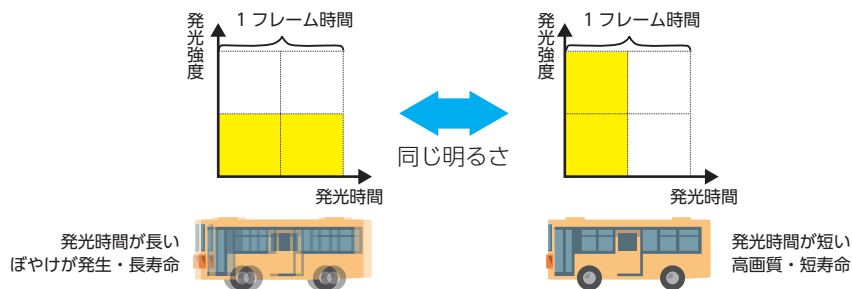 発光強度
1 フレーム時間
発光時間
同じ明るさ
発光強度
1 フレーム時間
発光時間
発光時間が長い
ぼやけが発生・長寿命
発光時間が短い
高画質・短寿命